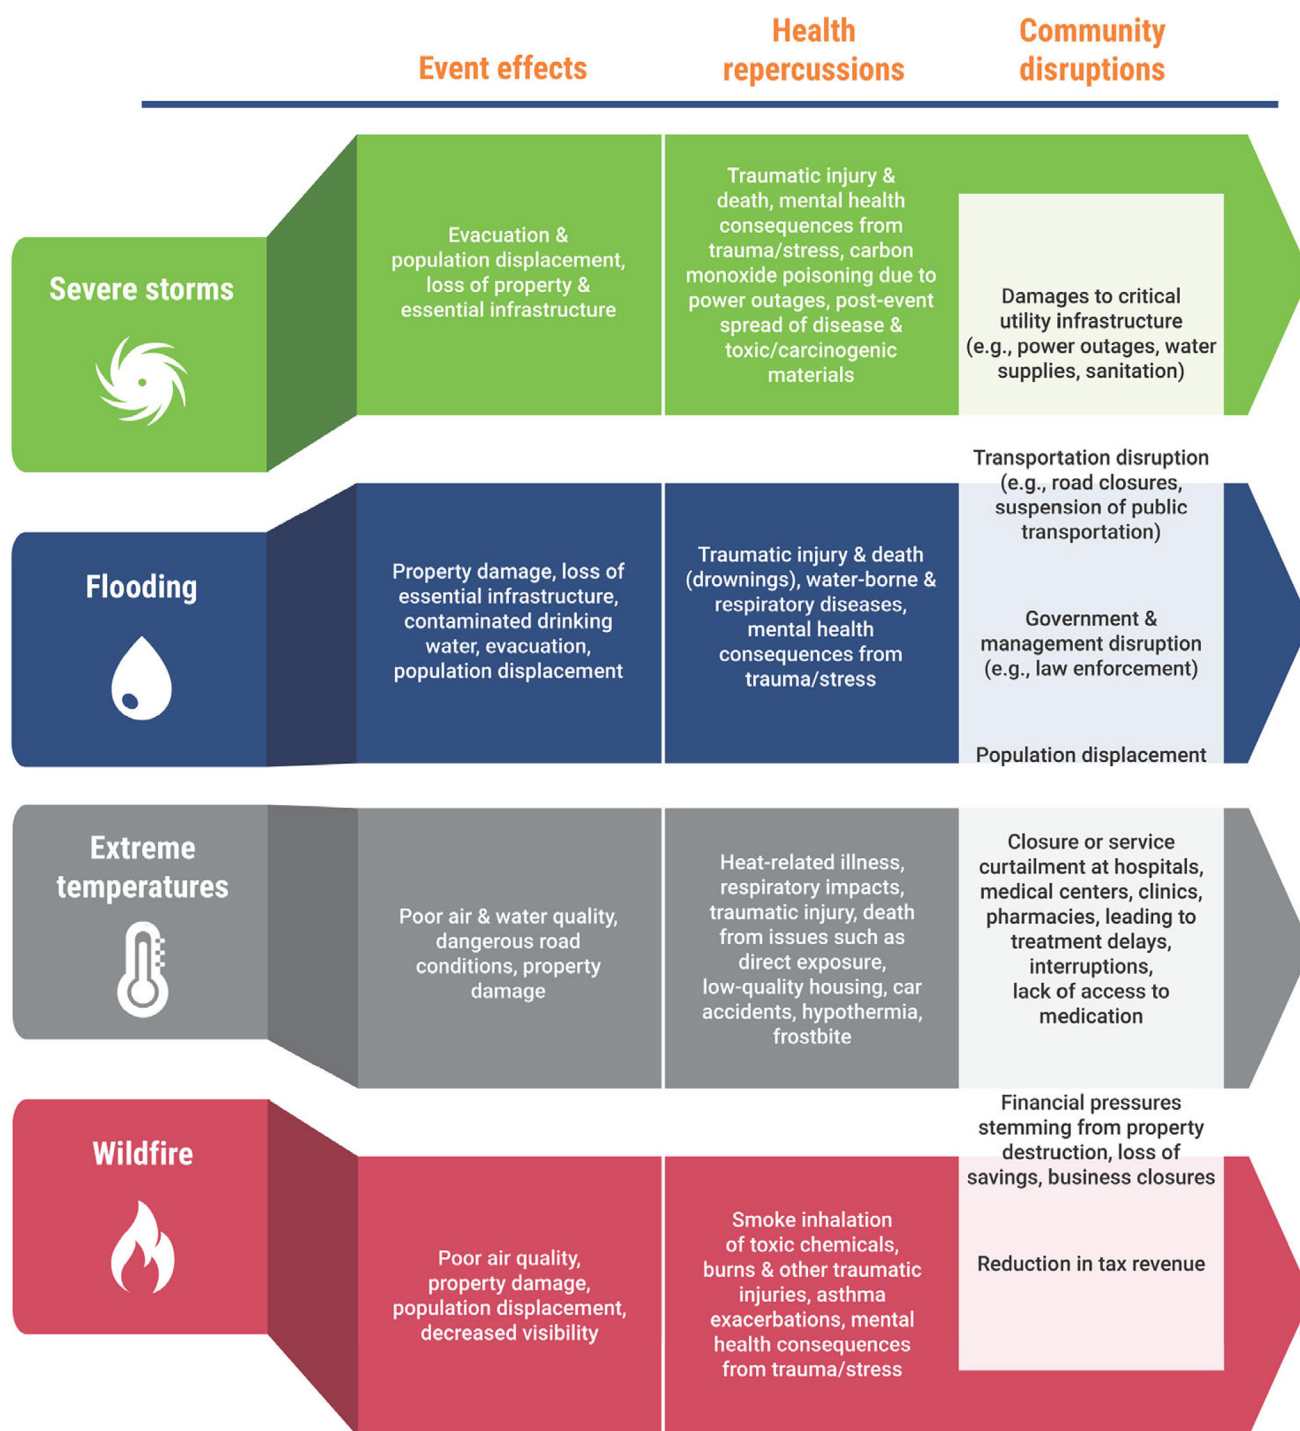 Event effects
Health
repercussions
Community
disruptions
Severe storms
Evacuation &
population displacement,
loss of property &
essential infrastructure
Traumatic injury &
death, mental health
consequences from
trauma/stress, carbon
monoxide poisoning due to
power outages, post-event
spread of disease &
toxic/carcinogenic
materials
Damages to critical
utility infrastructure
(e.g., power outages, water
supplies, sanitation)
Transportation disruption
(e.g., road closures,
suspension of public
transportation)
Flooding
Property damage, loss of
essential infrastructure,
contaminated drinking
water, evacuation,
population displacement
Traumatic injury & death
(drownings), water-borne &
respiratory diseases,
mental health
consequences from
trauma/stress
Government &
management disruption
(e.g., law enforcement)
Population displacement
Extreme
temperatures
Poor air & water quality,
dangerous road
conditions, property
damage
Heat-related illness,
respiratory impacts,
traumatic injury, death
from issues such as
direct exposure,
low-quality housing, car
accidents, hypothermia,
frostbite
Closure or service
curtailment at hospitals,
medical centers, clinics,
pharmacies, leading to
treatment delays,
interruptions,
lack of access to
medication
Financial pressures
stemming from property
destruction, loss of
savings, business closures
Wildfire
Poor air quality,
property damage,
population displacement,
decreased visibility
Smoke inhalation
of toxic chemicals,
burns & other traumatic
injuries, asthma
exacerbations, mental
health consequences
from trauma/stress
Reduction in tax revenue